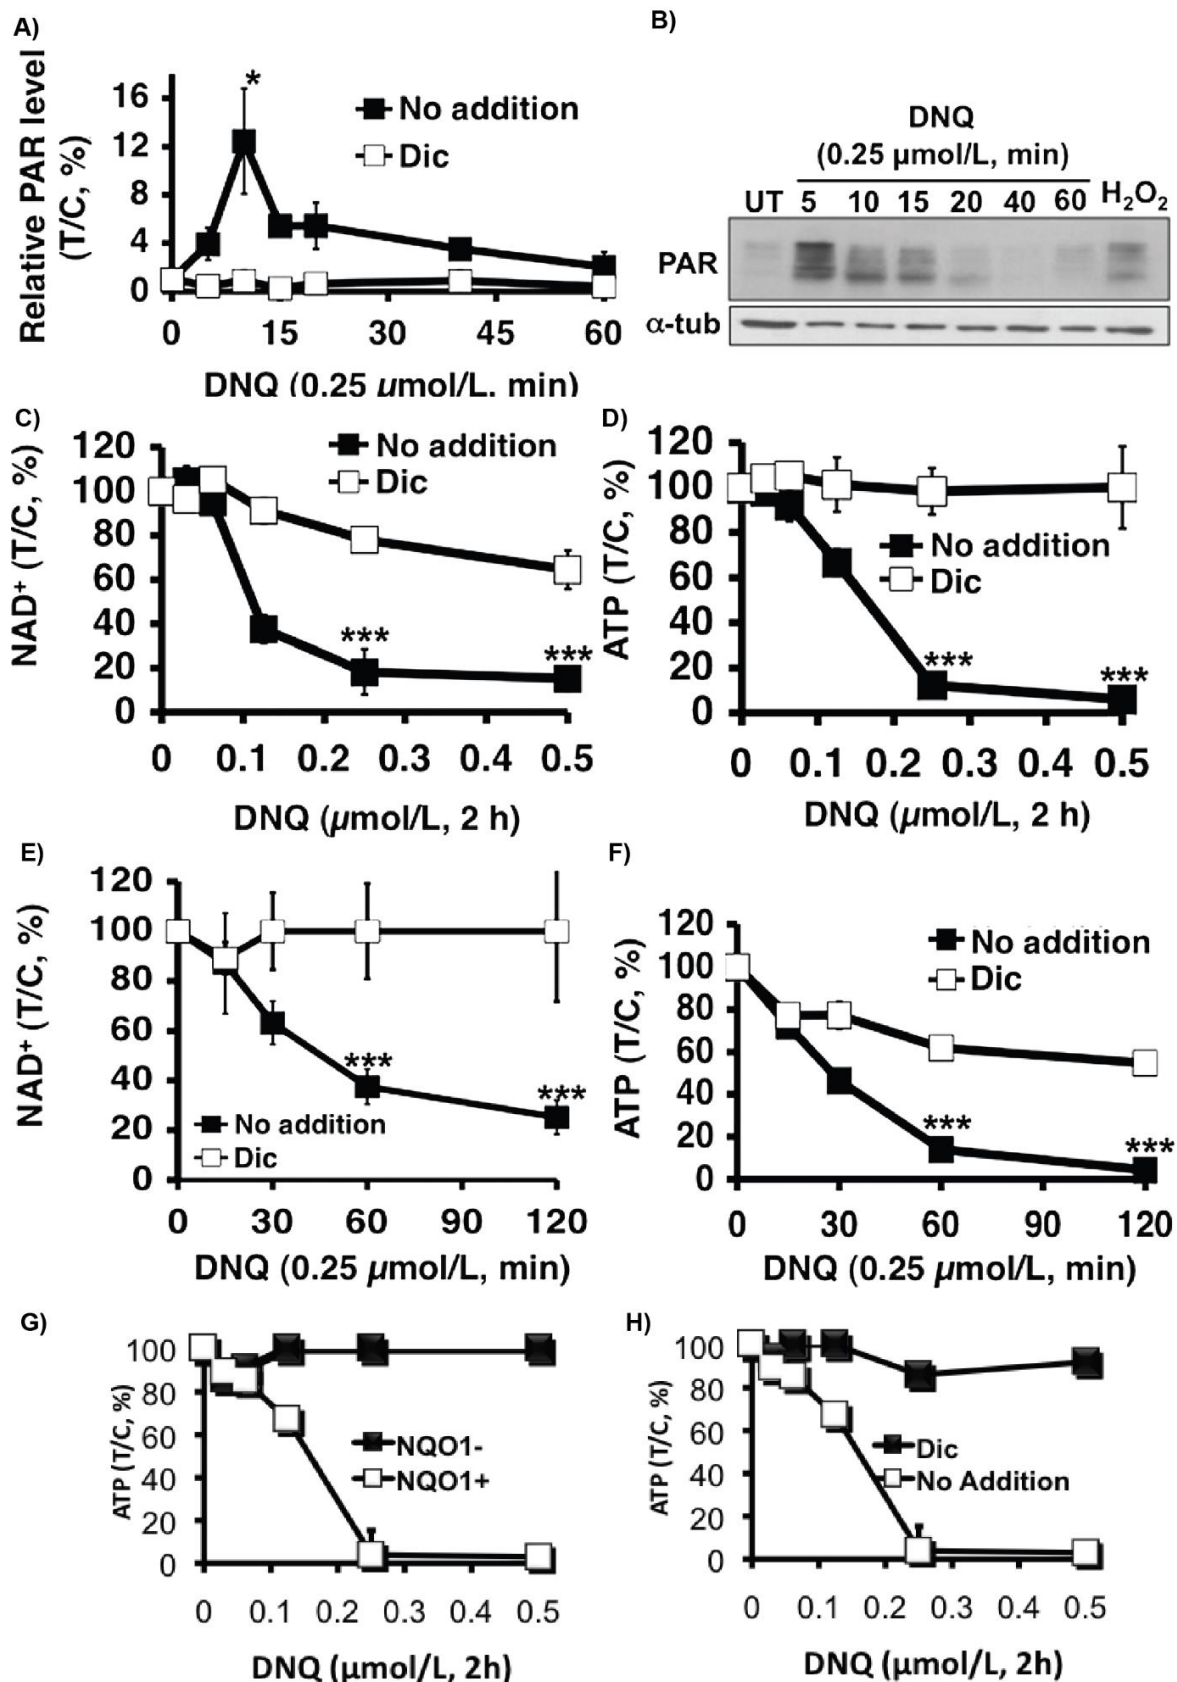 A)
Relative PAR level
(T/C, %)
16
12
8
4
0
*
No addition
Dic
0 15 30 45 60
DNQ (0.25 µmol/L, min)
B)
DNQ
(0.25 µmol/L, min)
UT 5 10 15 20 40 60 H₂O₂
PAR
α-tub
C)
NAD⁺ (T/C, %)
120
100
80
60
40
20
0
No addition
Dic
***
***
0 0.1 0.2 0.3 0.4 0.5
DNQ (µmol/L, 2 h)
D)
ATP (T/C, %)
120
100
80
60
40
20
0
No addition
Dic
***
***
0 0.1 0.2 0.3 0.4 0.5
DNQ (µmol/L, 2 h)
E)
NAD⁺ (T/C, %)
120
100
80
60
40
20
0
***
***
No addition
Dic
0 30 60 90 120
DNQ (0.25 µmol/L, min)
F)
ATP (T/C, %)
120
100
80
60
40
20
0
No addition
Dic
***
***
0 30 60 90 120
DNQ (0.25 µmol/L, min)
G)
ATP (T/C, %)
100
80
60
40
20
0
NQO1-
NQO1+
0 0.1 0.2 0.3 0.4 0.5
DNQ (µmol/L, 2h)
H)
ATP (T/C, %)
100
80
60
40
20
0
Dic
No Addition
0 0.1 0.2 0.3 0.4 0.5
DNQ (µmol/L, 2h)